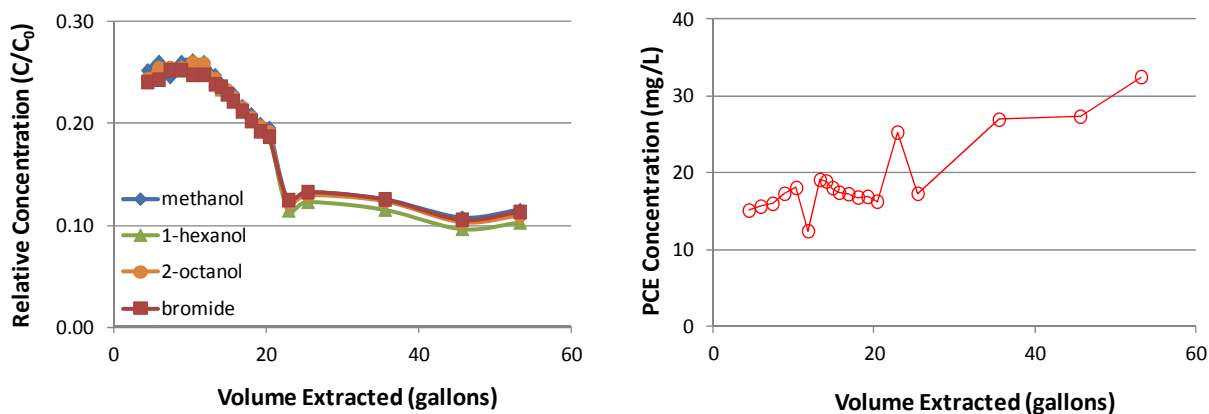 Relative Concentration (C/C₀)
0.30
0.20
0.10
0.00
methanol
1-hexanol
2-octanol
bromide
0
20
40
60
Volume Extracted (gallons)
PCE Concentration (mg/L)
40
30
20
10
0
0
20
40
60
Volume Extracted (gallons)